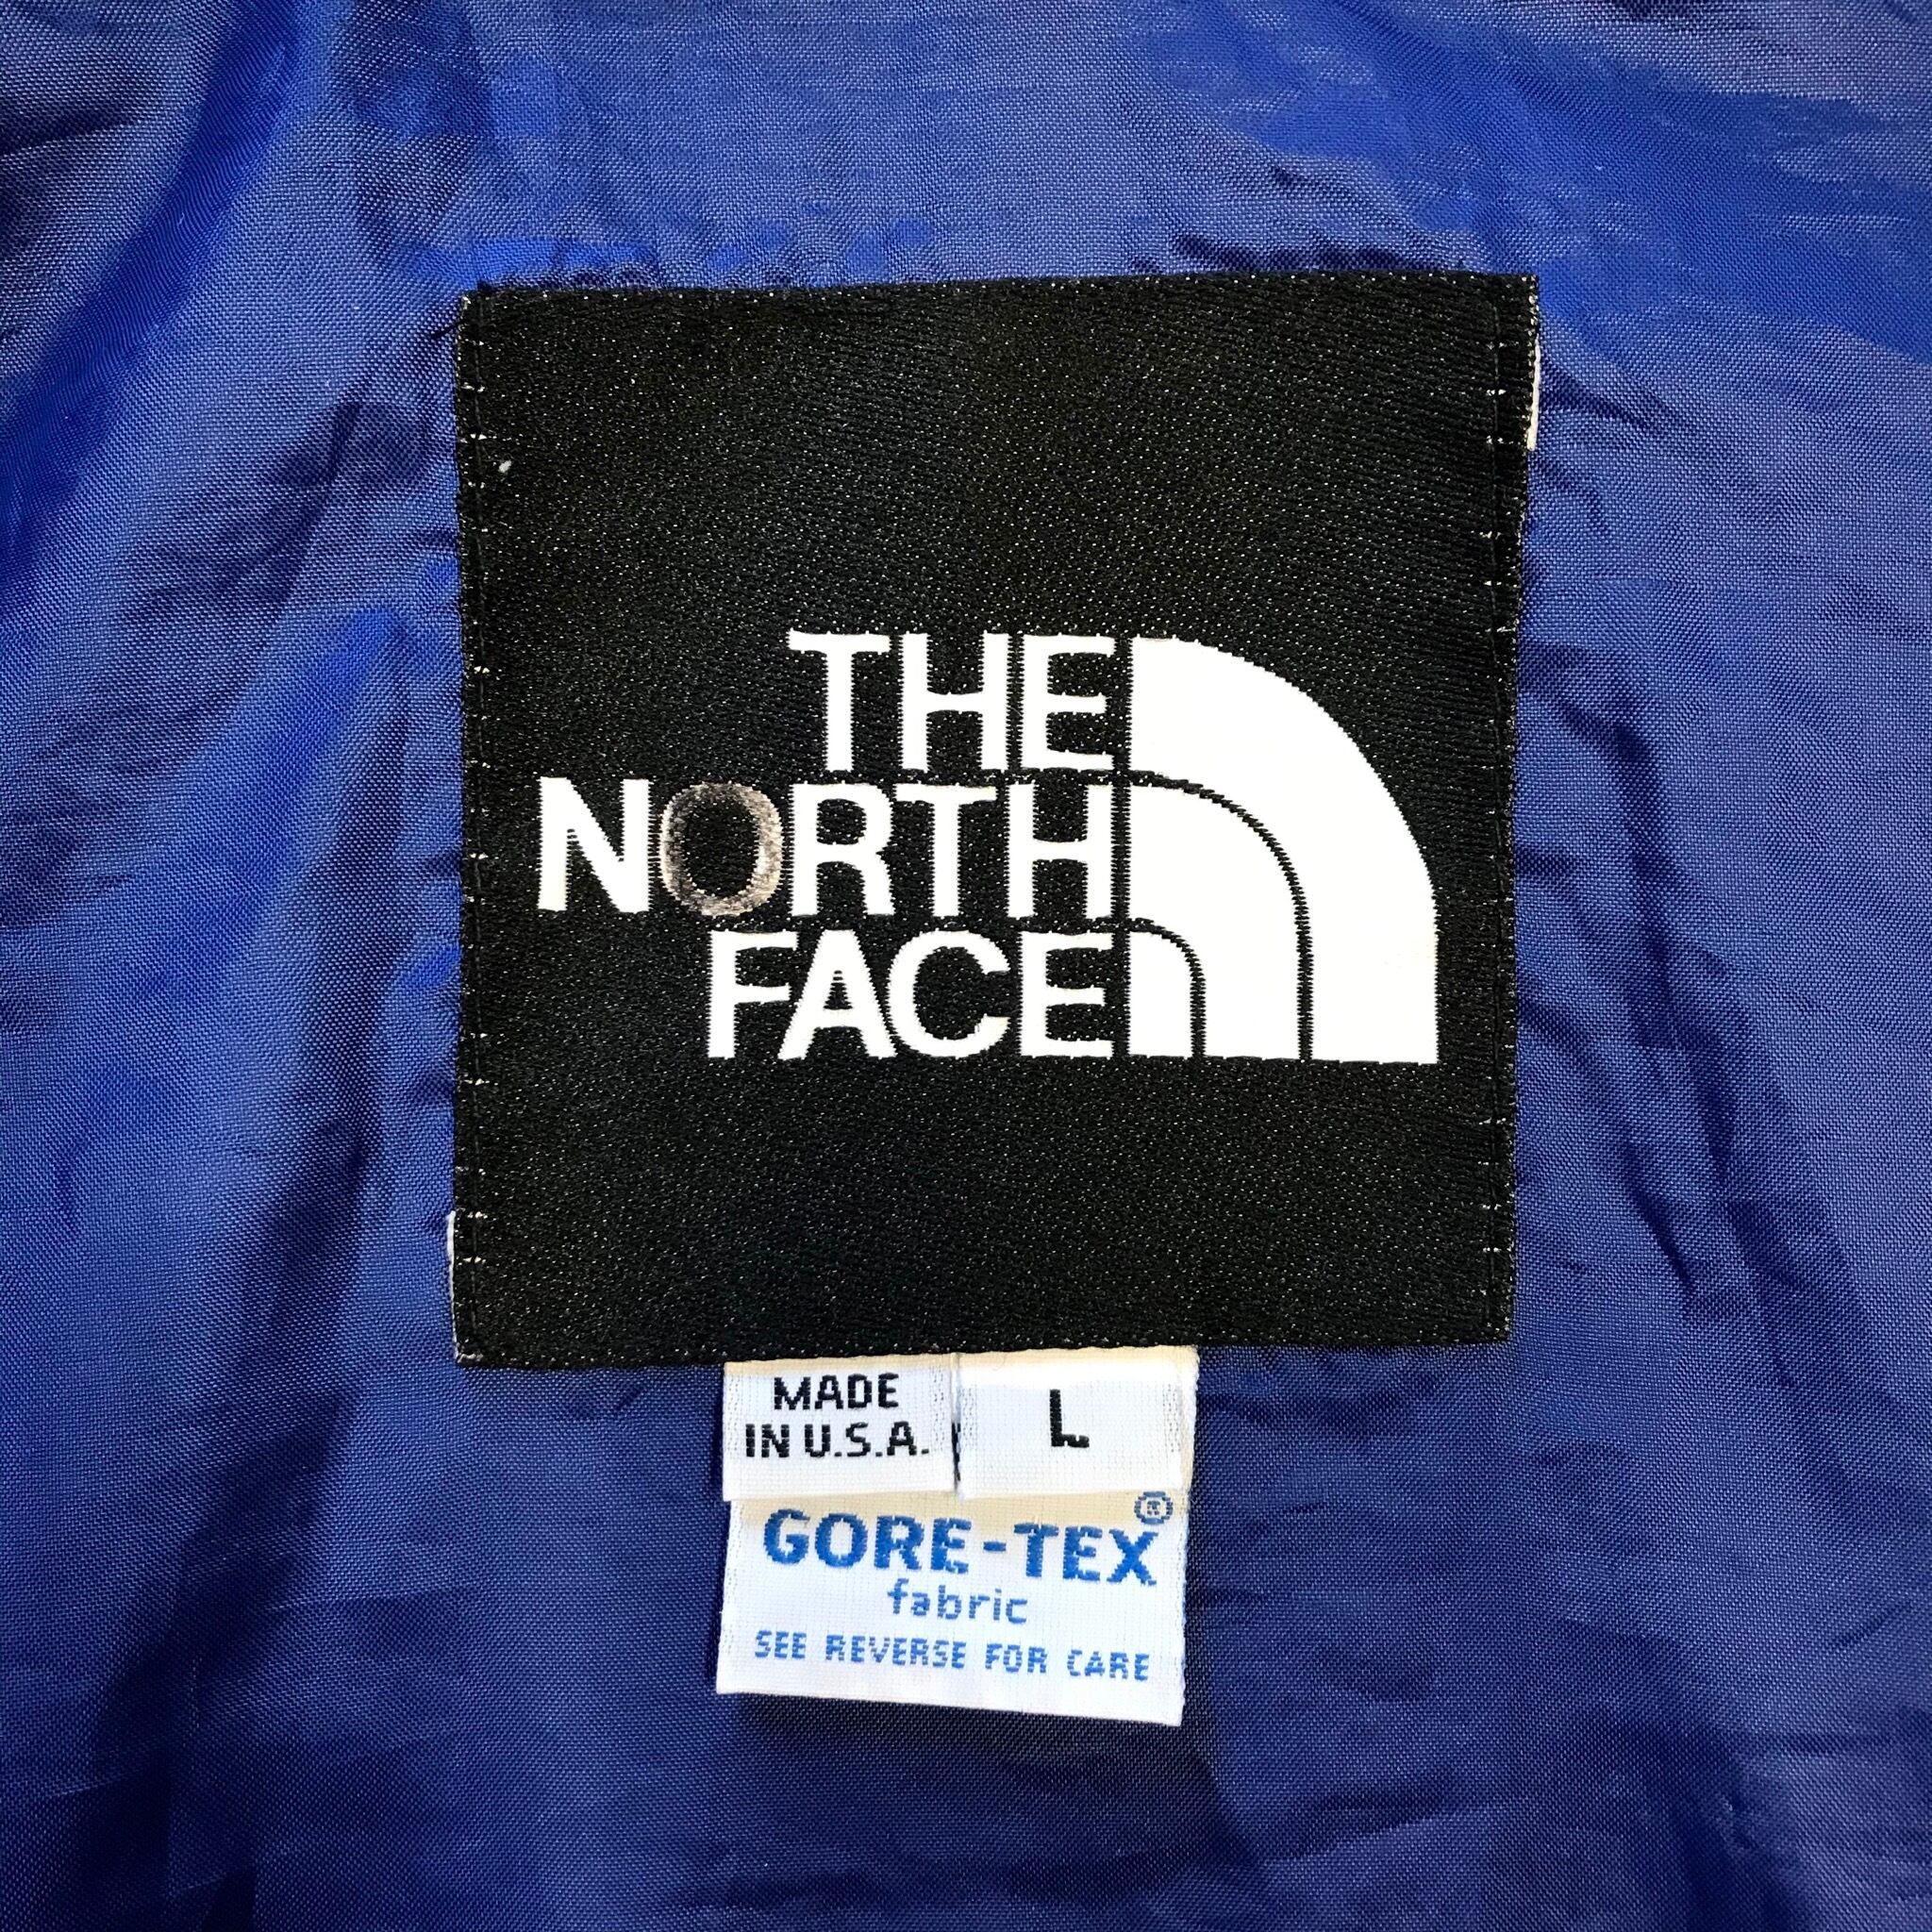 THE
NORTH
FACE
MADE
IN U.S.A.
L
GORE-TEX®
fabric
SEE REVERSE FOR CARE